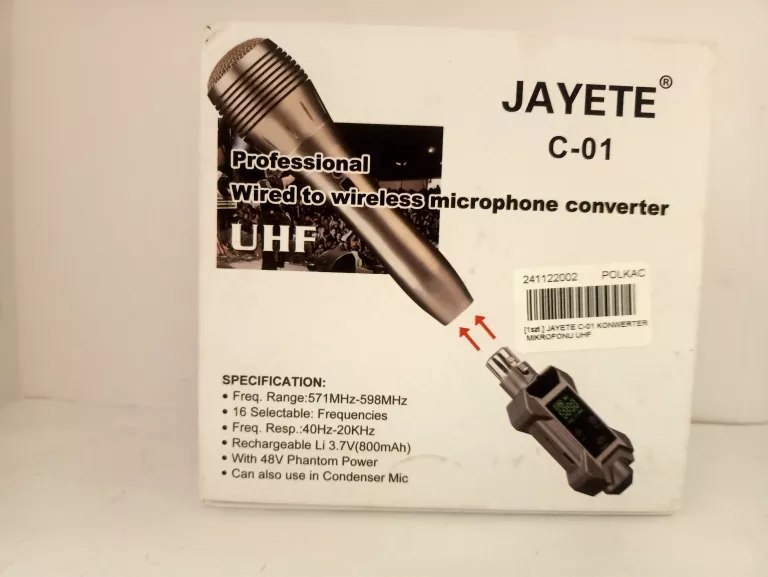 JAYETE®
C-01
Professional
Wired to wireless microphone converter
UHF
241122002 POLKAC
[1szt.] JAYETE C-01 KONWERTER
MIKROFONU UHF
SPECIFICATION:
• Freq. Range:571MHz-598MHz
• 16 Selectable: Frequencies
• Freq. Resp.:40Hz-20KHz
• Rechargeable Li 3.7V(800mAh)
• With 48V Phantom Power
• Can also use in Condenser Mic